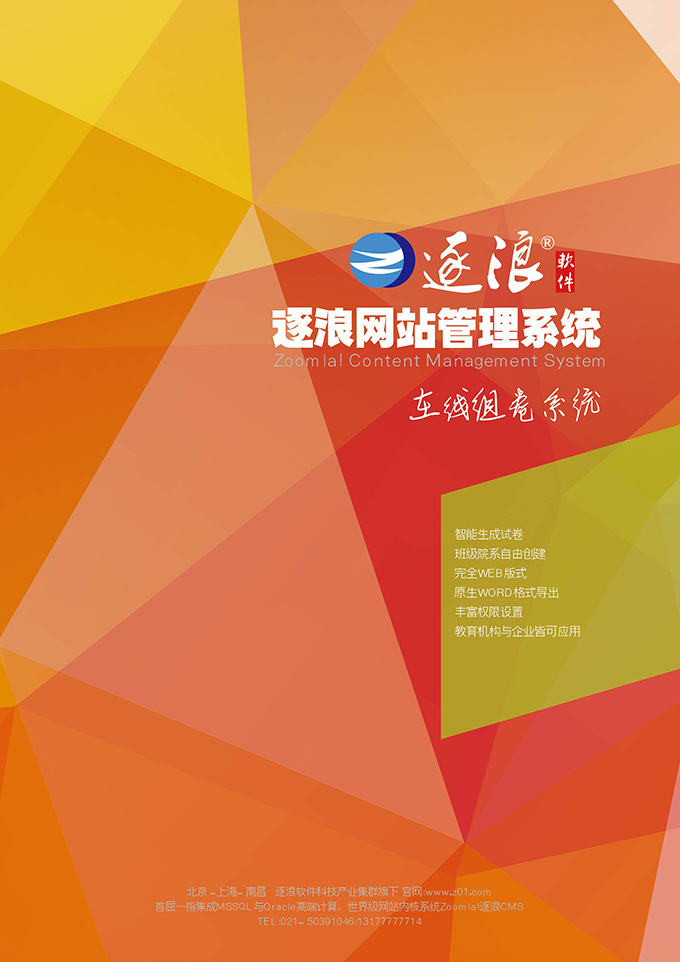 逐浪®
軟件
逐浪网站管理系统
Zoomla! Content Management System
在线组卷系统
智能生成试卷
班级院系自由创建
完全WEB版式
原生WORD格式导出
丰富权限设置
教育机构与企业皆可应用
北京-上海-南昌 逐浪软件科技产业集群旗下 官网:www.z01.com
首屈一指集成MSSQL与Oracle高端计算、世界级网站内核系统Zoomla!逐浪CMS
TEL:021-50391046/13177777714